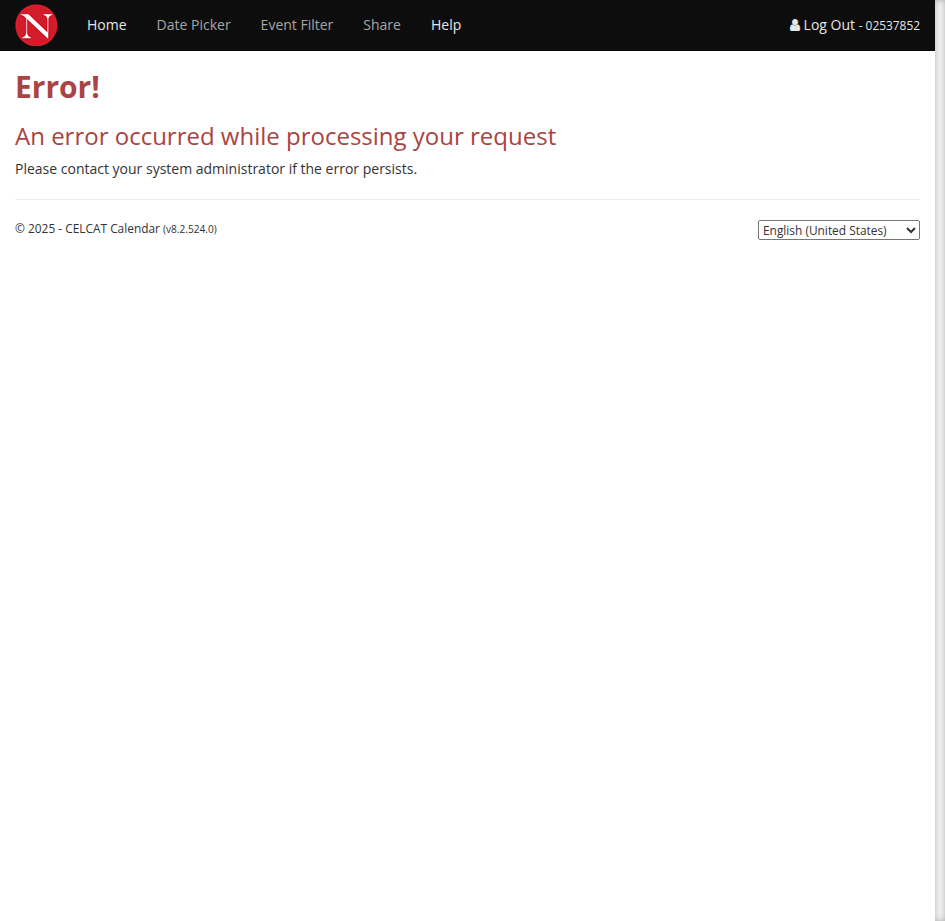 N Home Date Picker Event Filter Share Help Log Out - 02537852
Error!
An error occurred while processing your request
Please contact your system administrator if the error persists.
© 2025 - CELCAT Calendar (v8.2.524.0) English (United States)